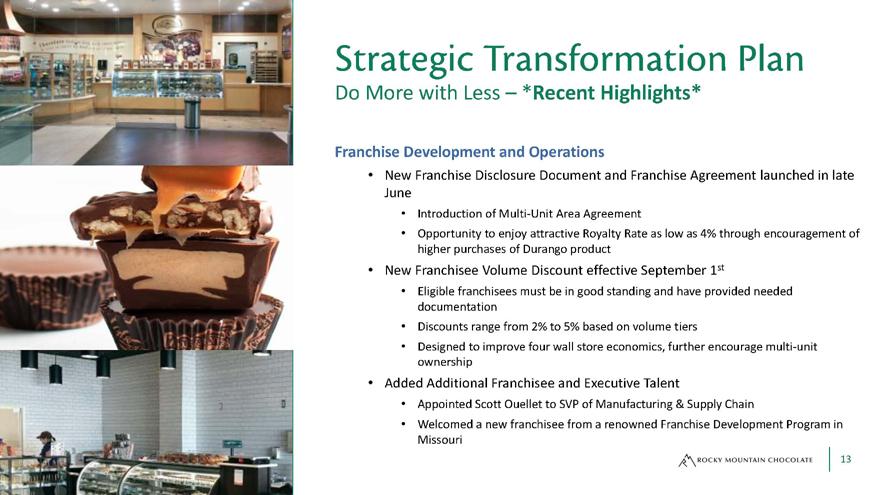 Strategic Transformation Plan
Do More with Less – *Recent Highlights*
Franchise Development and Operations
• New Franchise Disclosure Document and Franchise Agreement launched in late
June
• Introduction of Multi-Unit Area Agreement
• Opportunity to enjoy attractive Royalty Rate as low as 4% through encouragement of
higher purchases of Durango product
• New Franchisee Volume Discount effective September 1st
• Eligible franchisees must be in good standing and have provided needed
documentation
• Discounts range from 2% to 5% based on volume tiers
• Designed to improve four wall store economics, further encourage multi-unit
ownership
• Added Additional Franchisee and Executive Talent
• Appointed Scott Ouellet to SVP of Manufacturing & Supply Chain
• Welcomed a new franchisee from a renowned Franchise Development Program in
Missouri
ROCKY MOUNTAIN CHOCOLATE
13